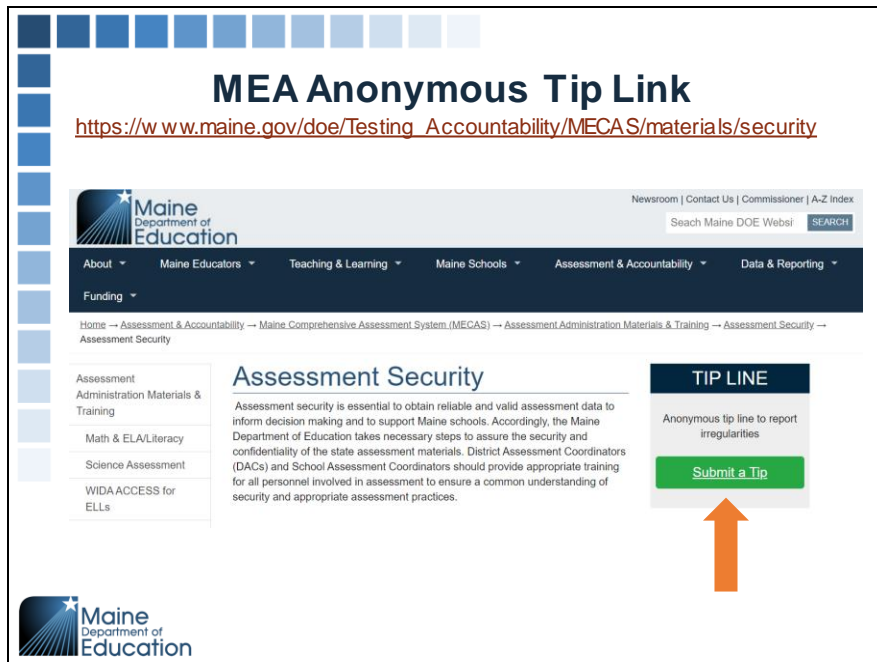 MEA Anonymous Tip Link
https://www.maine.gov/doe/Testing_Accountability/MECAS/materials/security
Maine
Department of
Education
Newsroom | Contact Us | Commissioner | A-Z Index
Seach Maine DOE Websi
SEARCH
About
Maine Educators
Teaching & Learning
Maine Schools
Assessment & Accountability
Data & Reporting
Funding
Home → Assessment & Accountability → Maine Comprehensive Assessment System (MECAS) → Assessment Administration Materials & Training → Assessment Security →
Assessment Security
Assessment
Administration Materials &
Training
Math & ELA/Literacy
Science Assessment
WIDA ACCESS for
ELLs
Assessment Security
Assessment security is essential to obtain reliable and valid assessment data to
inform decision making and to support Maine schools. Accordingly, the Maine
Department of Education takes necessary steps to assure the security and
confidentiality of the state assessment materials. District Assessment Coordinators
(DACs) and School Assessment Coordinators should provide appropriate training
for all personnel involved in assessment to ensure a common understanding of
security and appropriate assessment practices.
TIP LINE
Anonymous tip line to report
irregularities
Submit a Tip
Maine
Department of
Education